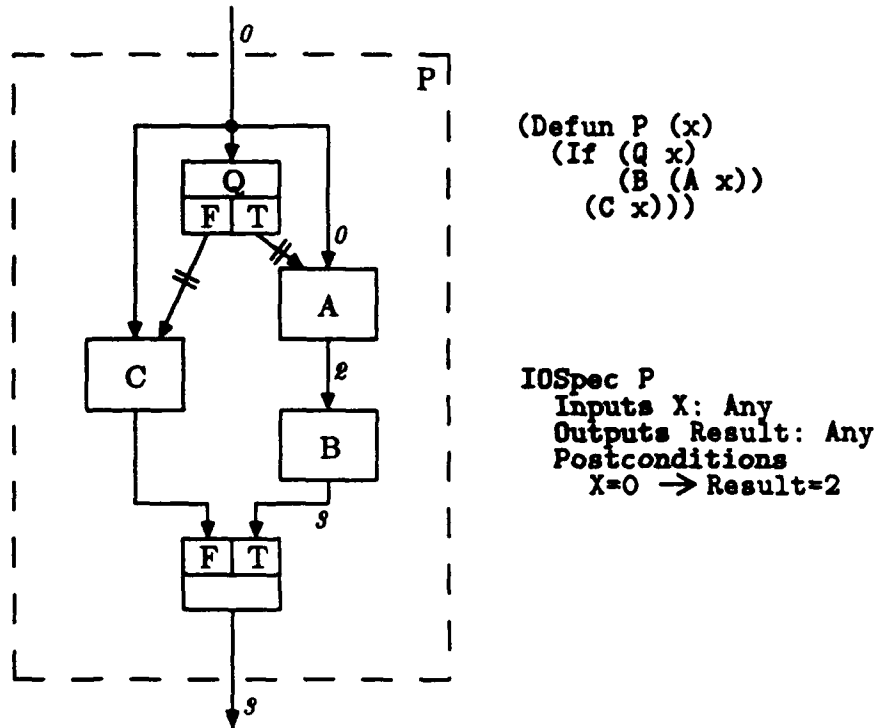 0
P
Q
F T
0
A
C
2
B
3
F T
3
(Defun P (x)
(If (Q x)
(B (A x))
(C x)))
IOSpec P
Inputs X: Any
Outputs Result: Any
Postconditions
X=0 → Result=2